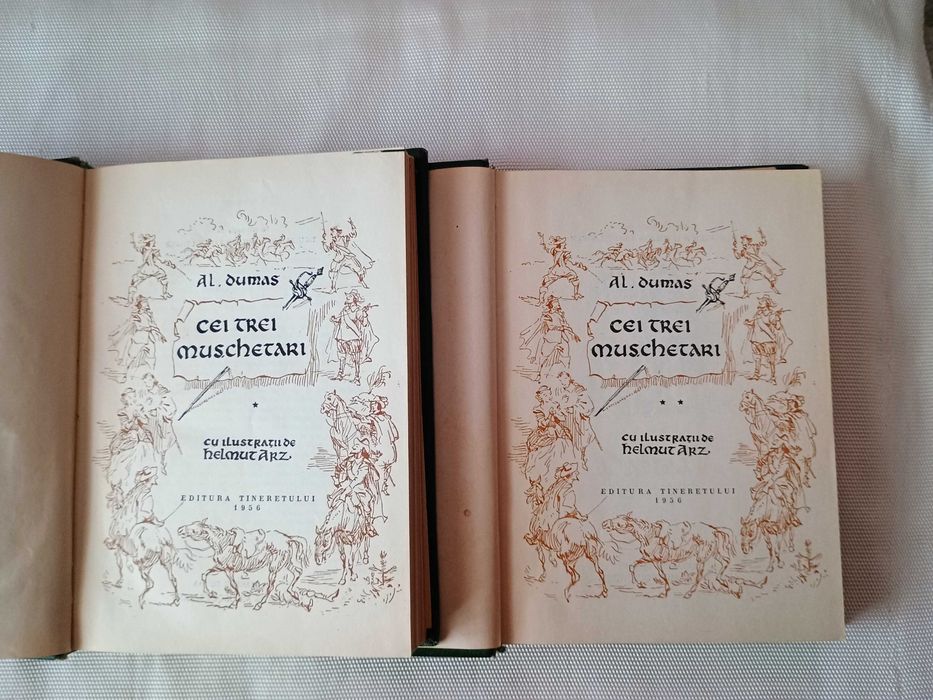 AL. DUMAS
CEI TREI
MUSCHETARI
*
CU ILUSTRAȚII DE
HELMUT ARZ
EDITURA TINERETULUI
1956
AL. DUMAS
CEI TREI
MUSCHETARI
* *
CU ILUSTRAȚII DE
HELMUT ARZ
EDITURA TINERETULUI
1956